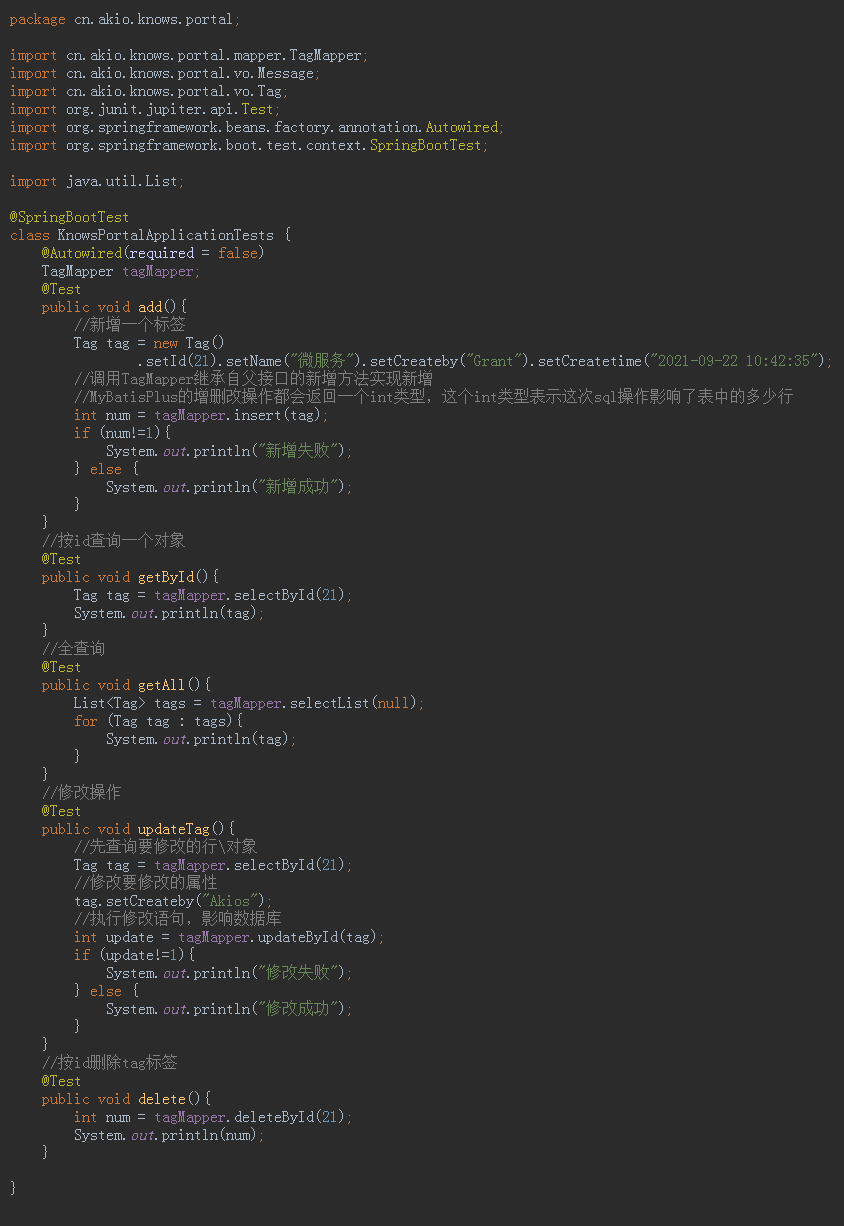 package cn.akio.knows.portal;
import cn.akio.knows.portal.mapper.TagMapper;
import cn.akio.knows.portal.vo.Message;
import cn.akio.knows.portal.vo.Tag;
import org.junit.jupiter.api.Test;
import org.springframework.beans.factory.annotation.Autowired;
import org.springframework.boot.test.context.SpringBootTest;
import java.util.List;
@SpringBootTest
class KnowsPortalApplicationTests {
    @Autowired(required = false)
    TagMapper tagMapper;
    @Test
    public void add(){
        //新增一个标签
        Tag tag = new Tag()
                .setId(21).setName("微服务").setCreateby("Grant").setCreatetime("2021-09-22 10:42:35");
        //调用TagMapper继承自父接口的新增方法实现新增
        //MyBatisPlus的增删改操作都会返回一个int类型，这个int类型表示这次sql操作影响了表中的多少行
        int num = tagMapper.insert(tag);
        if (num!=1){
            System.out.println("新增失败");
        } else {
            System.out.println("新增成功");
        }
    }
    //按id查询一个对象
    @Test
    public void getById(){
        Tag tag = tagMapper.selectById(21);
        System.out.println(tag);
    }
    //全查询
    @Test
    public void getAll(){
        List<Tag> tags = tagMapper.selectList(null);
        for (Tag tag : tags){
            System.out.println(tag);
        }
    }
    //修改操作
    @Test
    public void updateTag(){
        //先查询要修改的行\对象
        Tag tag = tagMapper.selectById(21);
        //修改要修改的属性
        tag.setCreateby("Akios");
        //执行修改语句，影响数据库
        int update = tagMapper.updateById(tag);
        if (update!=1){
            System.out.println("修改失败");
        } else {
            System.out.println("修改成功");
        }
    }
    //按id删除tag标签
    @Test
    public void delete(){
        int num = tagMapper.deleteById(21);
        System.out.println(num);
    }
}